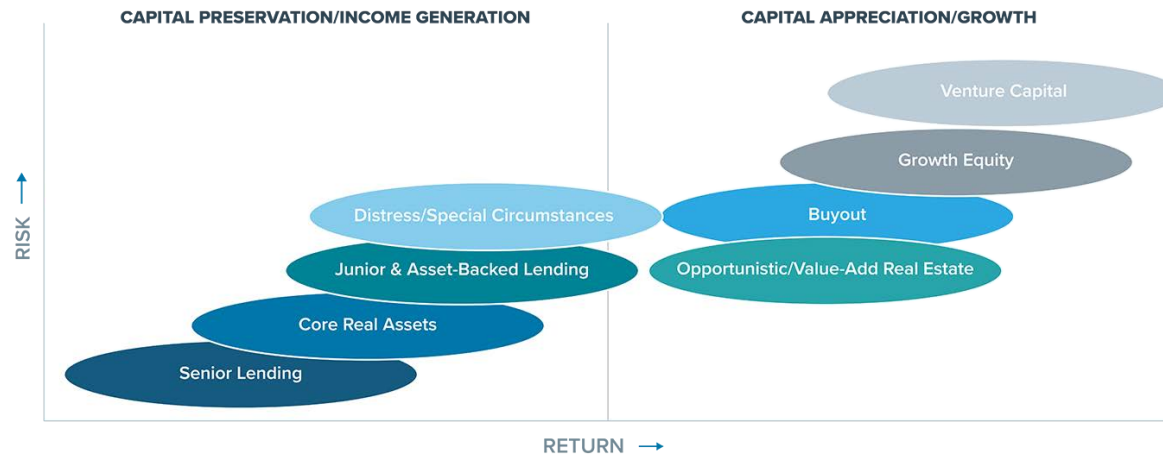 CAPITAL PRESERVATION/INCOME GENERATION
CAPITAL APPRECIATION/GROWTH
Venture Capital
Growth Equity
Distress/Special Circumstances
Buyout
Junior & Asset-Backed Lending
Opportunistic/Value-Add Real Estate
Core Real Assets
Senior Lending
RISK →
RETURN →